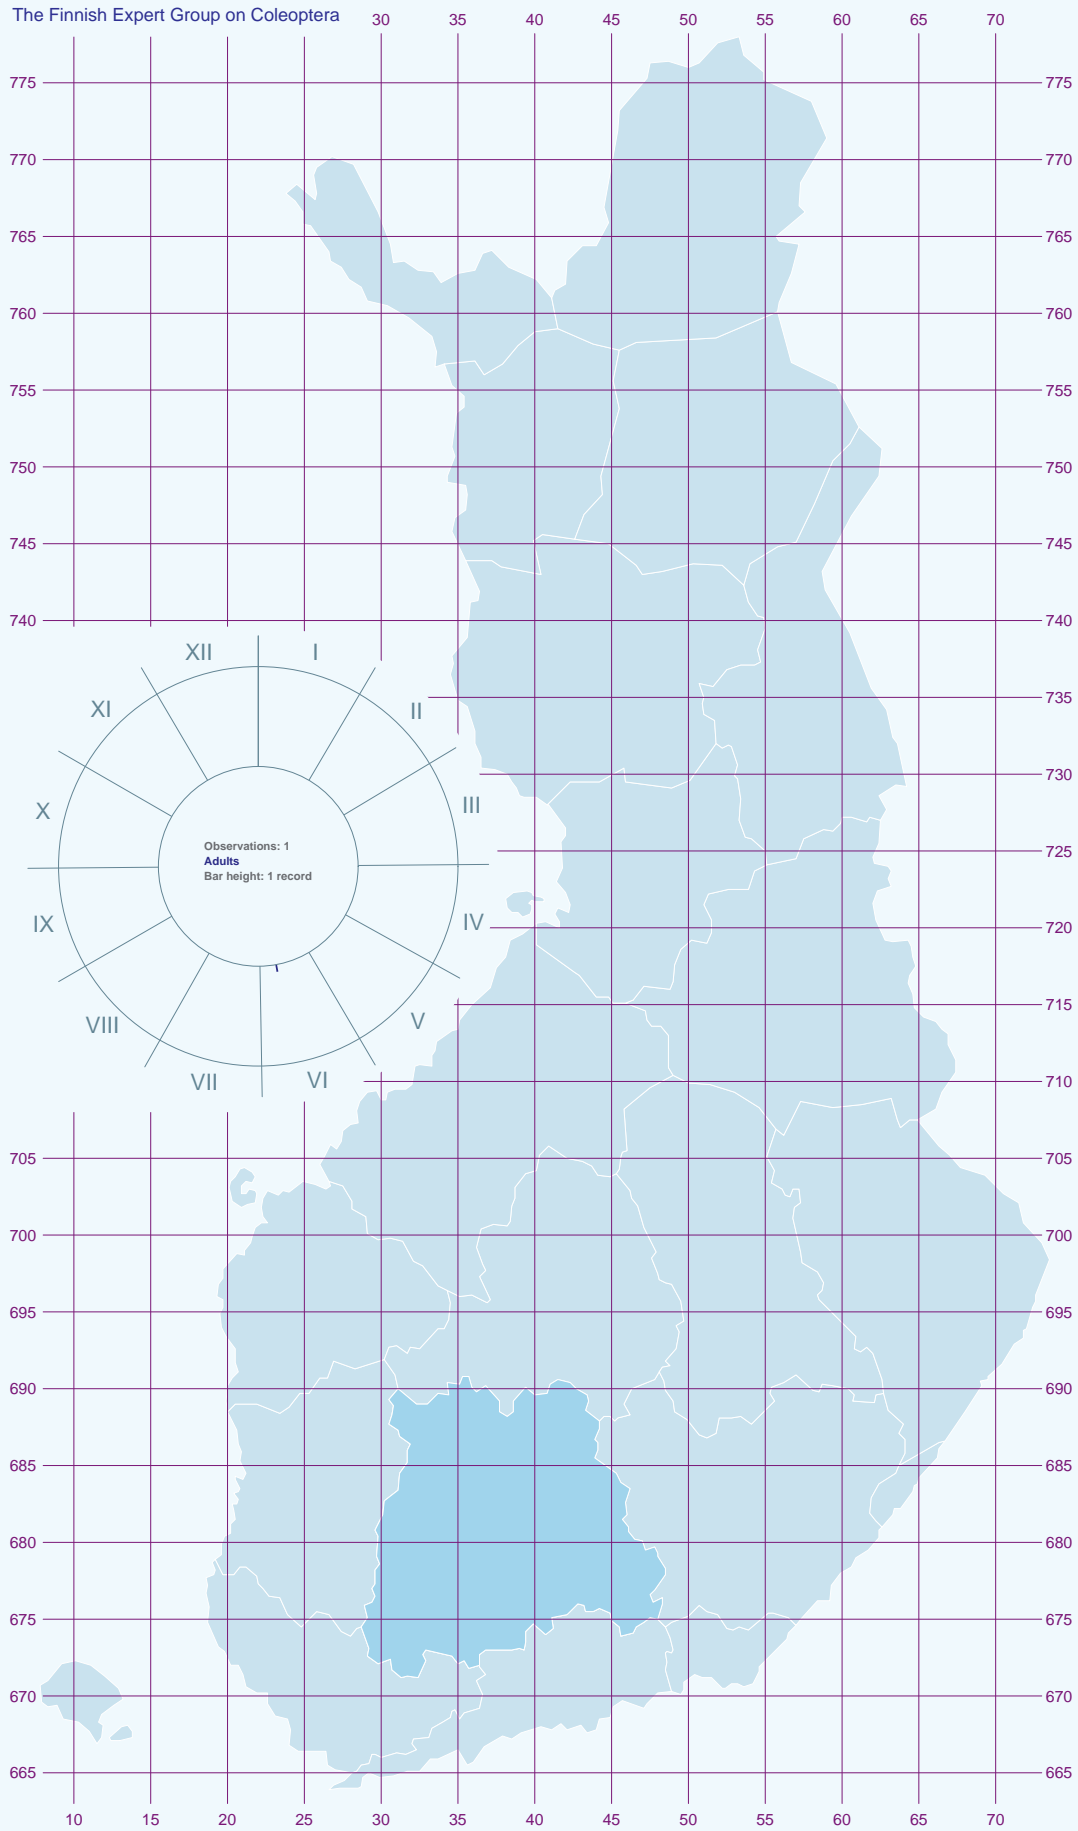 The Finnish Expert Group on Coleoptera
30 35 40 45 50 55 60 65 70
775 775
770 770
765 765
760 760
755 755
750 750
745 745
740 740
XII I
XI II
735
730
X III
Observations: 1
Adults
Bar height: 1 record
725 725
IX IV 720 720
715
VIII V
VII VI
710 710
705 705
700 700
695 695
690 690
685 685
680 680
675 675
670 670
665 665
10 15 20 25 30 35 40 45 50 55 60 65 70